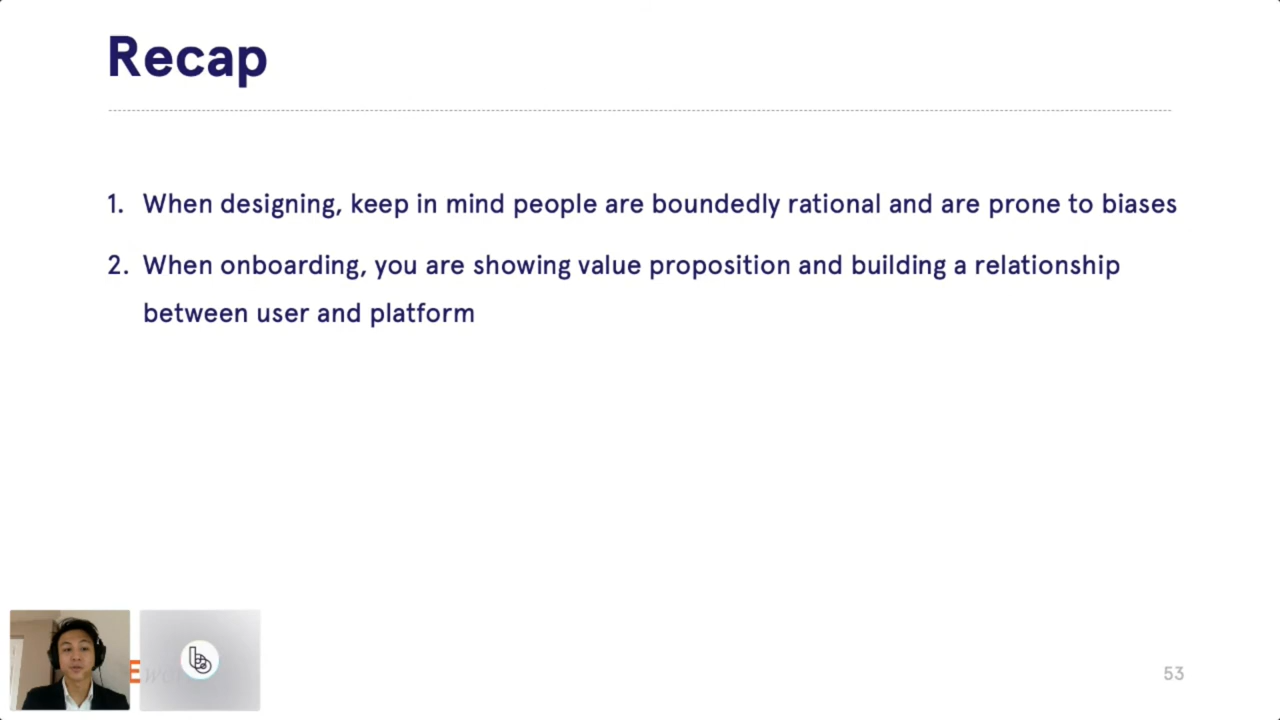 Recap
1. When designing, keep in mind people are boundedly rational and are prone to biases
2. When onboarding, you are showing value proposition and building a relationship
between user and platform
53